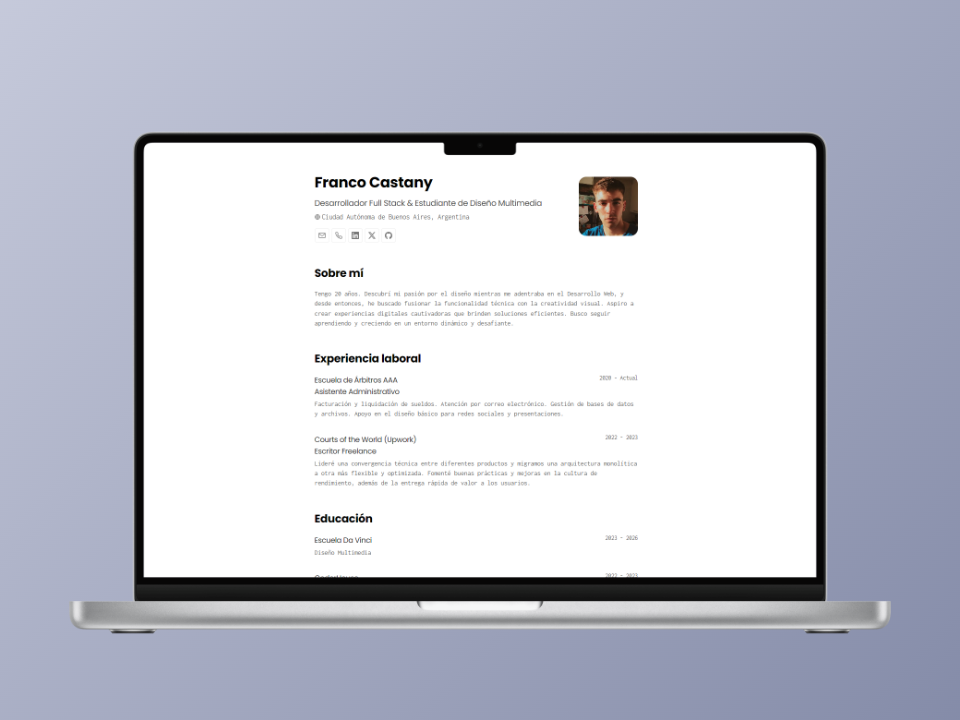 Franco Castany
Desarrollador Full Stack & Estudiante de Diseño Multimedia
Ciudad Autónoma de Buenos Aires, Argentina
Sobre mí
Tengo 20 años. Descubrí mi pasión por el diseño mientras me adentraba en el Desarrollo Web, y
desde entonces, he buscado fusionar la funcionalidad técnica con la creatividad visual. Aspiro a
crear experiencias digitales cautivadoras que brinden soluciones eficientes. Busco seguir
aprendiendo y creciendo en un entorno dinámico y desafiante.
Experiencia laboral
Escuela de Árbitros AAA
2020 - Actual
Asistente Administrativo
Facturación y liquidación de sueldos. Atención por correo electrónico. Gestión de bases de datos
y archivos. Apoyo en el diseño básico para redes sociales y presentaciones.
Courts of the World (Upwork)
2022 - 2023
Escritor Freelance
Lideré una convergencia técnica entre diferentes productos y migramos una arquitectura monolítica
a otra más flexible y optimizada. Fomenté buenas prácticas y mejoras en la cultura de
rendimiento, además de la entrega rápida de valor a los usuarios.
Educación
Escuela Da Vinci
2023 - 2026
Diseño Multimedia